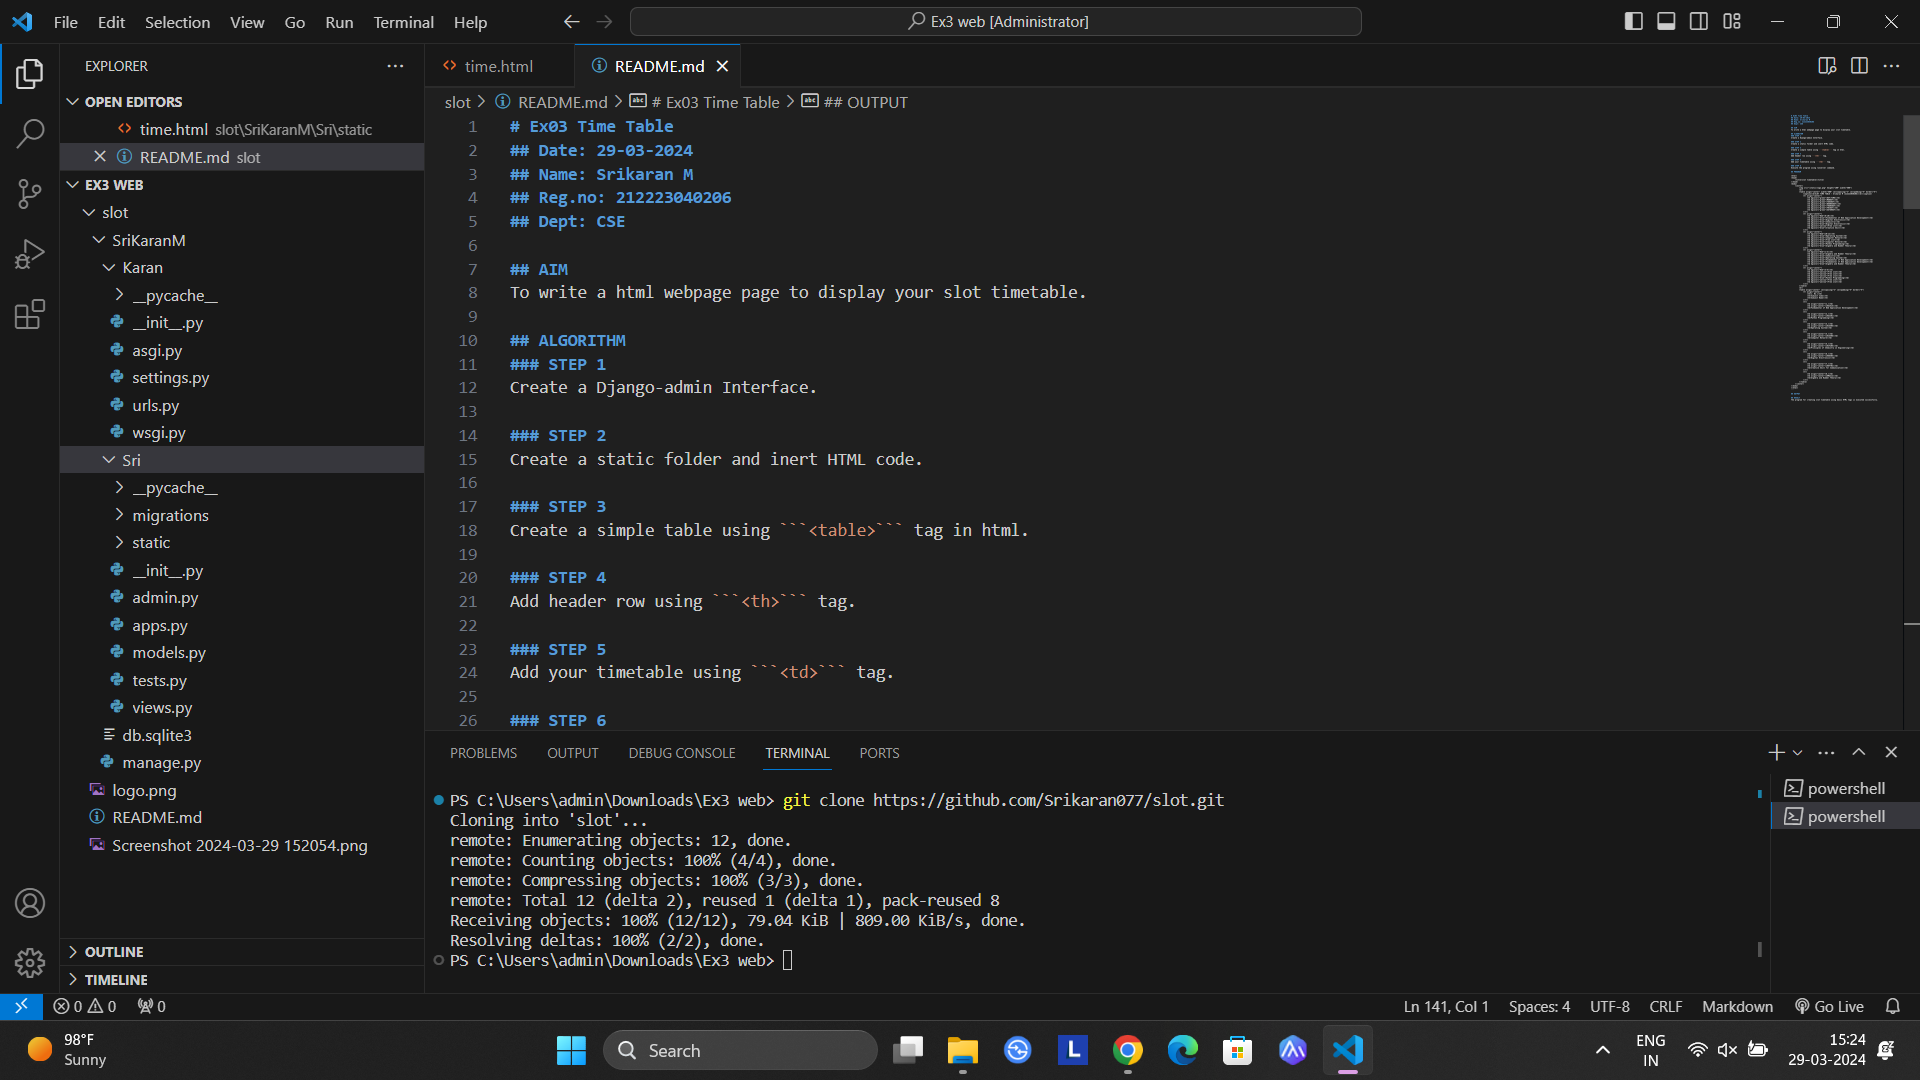 File Edit Selection View Go Run Terminal Help
Ex3 web [Administrator]
EXPLORER
OPEN EDITORS
time.html slot\SriKaranM\Sri\static
README.md slot
EX3 WEB
slot
SriKaranM
Karan
__pycache__
__init__.py
asgi.py
settings.py
urls.py
wsgi.py
Sri
__pycache__
migrations
static
__init__.py
admin.py
apps.py
models.py
tests.py
views.py
db.sqlite3
manage.py
logo.png
README.md
Screenshot 2024-03-29 152054.png
OUTLINE
TIMELINE
time.html
README.md
slot > README.md > # Ex03 Time Table > ## OUTPUT
1 # Ex03 Time Table
2 ## Date: 29-03-2024
3 ## Name: Srikaran M
4 ## Reg.no: 212223040206
5 ## Dept: CSE
6
7 ## AIM
8 To write a html webpage page to display your slot timetable.
9
10 ## ALGORITHM
11 ### STEP 1
12 Create a Django-admin Interface.
13
14 ### STEP 2
15 Create a static folder and inert HTML code.
16
17 ### STEP 3
18 Create a simple table using ```<table>``` tag in html.
19
20 ### STEP 4
21 Add header row using ```<th>``` tag.
22
23 ### STEP 5
24 Add your timetable using ```<td>``` tag.
25
26 ### STEP 6
PROBLEMS OUTPUT DEBUG CONSOLE TERMINAL PORTS
PS C:\Users\admin\Downloads\Ex3 web> git clone https://github.com/Srikaran077/slot.git
Cloning into 'slot'...
remote: Enumerating objects: 12, done.
remote: Counting objects: 100% (4/4), done.
remote: Compressing objects: 100% (3/3), done.
remote: Total 12 (delta 2), reused 1 (delta 1), pack-reused 8
Receiving objects: 100% (12/12), 79.04 KiB | 809.00 KiB/s, done.
Resolving deltas: 100% (2/2), done.
PS C:\Users\admin\Downloads\Ex3 web>
powershell
powershell
0 0 0
Ln 141, Col 1 Spaces: 4 UTF-8 CRLF Markdown Go Live
98°F
Sunny
Search
L
ENG
IN
15:24
29-03-2024